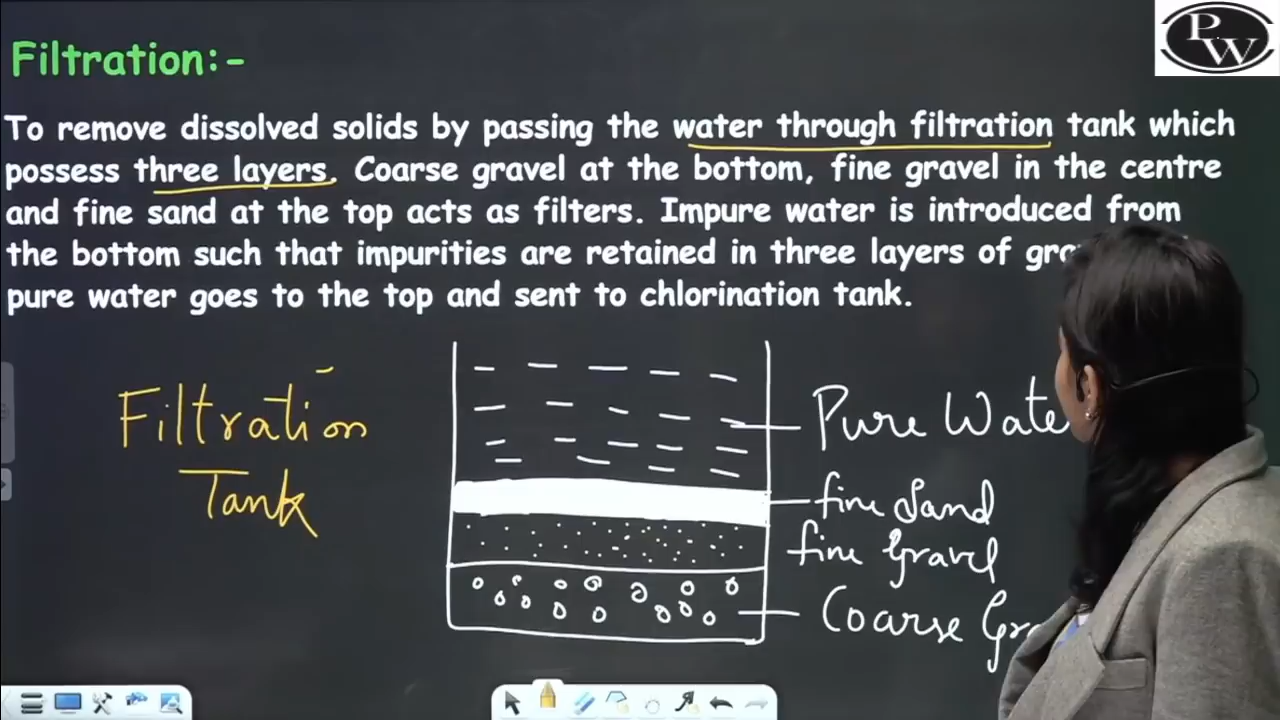 PW
Filtration:-
To remove dissolved solids by passing the water through filtration tank which
possess three layers. Coarse gravel at the bottom, fine gravel in the centre
and fine sand at the top acts as filters. Impure water is introduced from
the bottom such that impurities are retained in three layers of
pure water goes to the top and sent to chlorination tank.
Filtration
Tank
Pure Wate
fine Sand
fine Gravel
Coarse